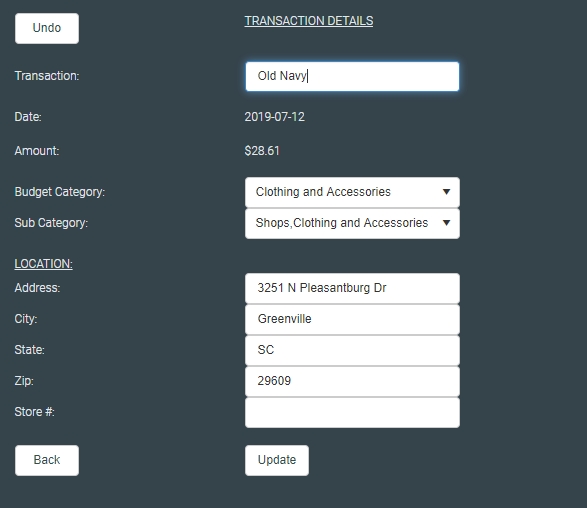 Undo
TRANSACTION DETAILS
Transaction: Old Navy
Date: 2019-07-12
Amount: $28.61
Budget Category: Clothing and Accessories
Sub Category: Shops,Clothing and Accessories
LOCATION:
Address: 3251 N Pleasantburg Dr
City: Greenville
State: SC
Zip: 29609
Store #:
Back
Update